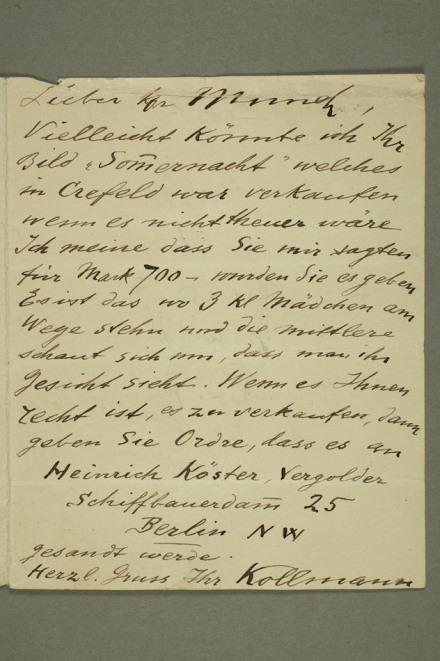 Lieber Hr Munch,
Vielleicht könnte ich Ihr
Bild „Som̄ernacht" welches
in Crefeld war verkaufen
wenn es nicht theuer wäre
Ich meine dass Sie mir sagten
für Mark 700 – wurden Sie es geben
Es ist das wo 3 kl Mädchen am
Wege stehn und die mittlere
schaut sich um, dass man ihr
Gesicht sieht. Wenn es Ihnen
recht ist, es zu verkaufen, dann
geben Sie Ordre, dass es an
Heinrich Köster, Vergolder
Schiffbauerdam̄ 25
Berlin NW
gesandt werde.
Herzl. Gruss Ihr Kollmann